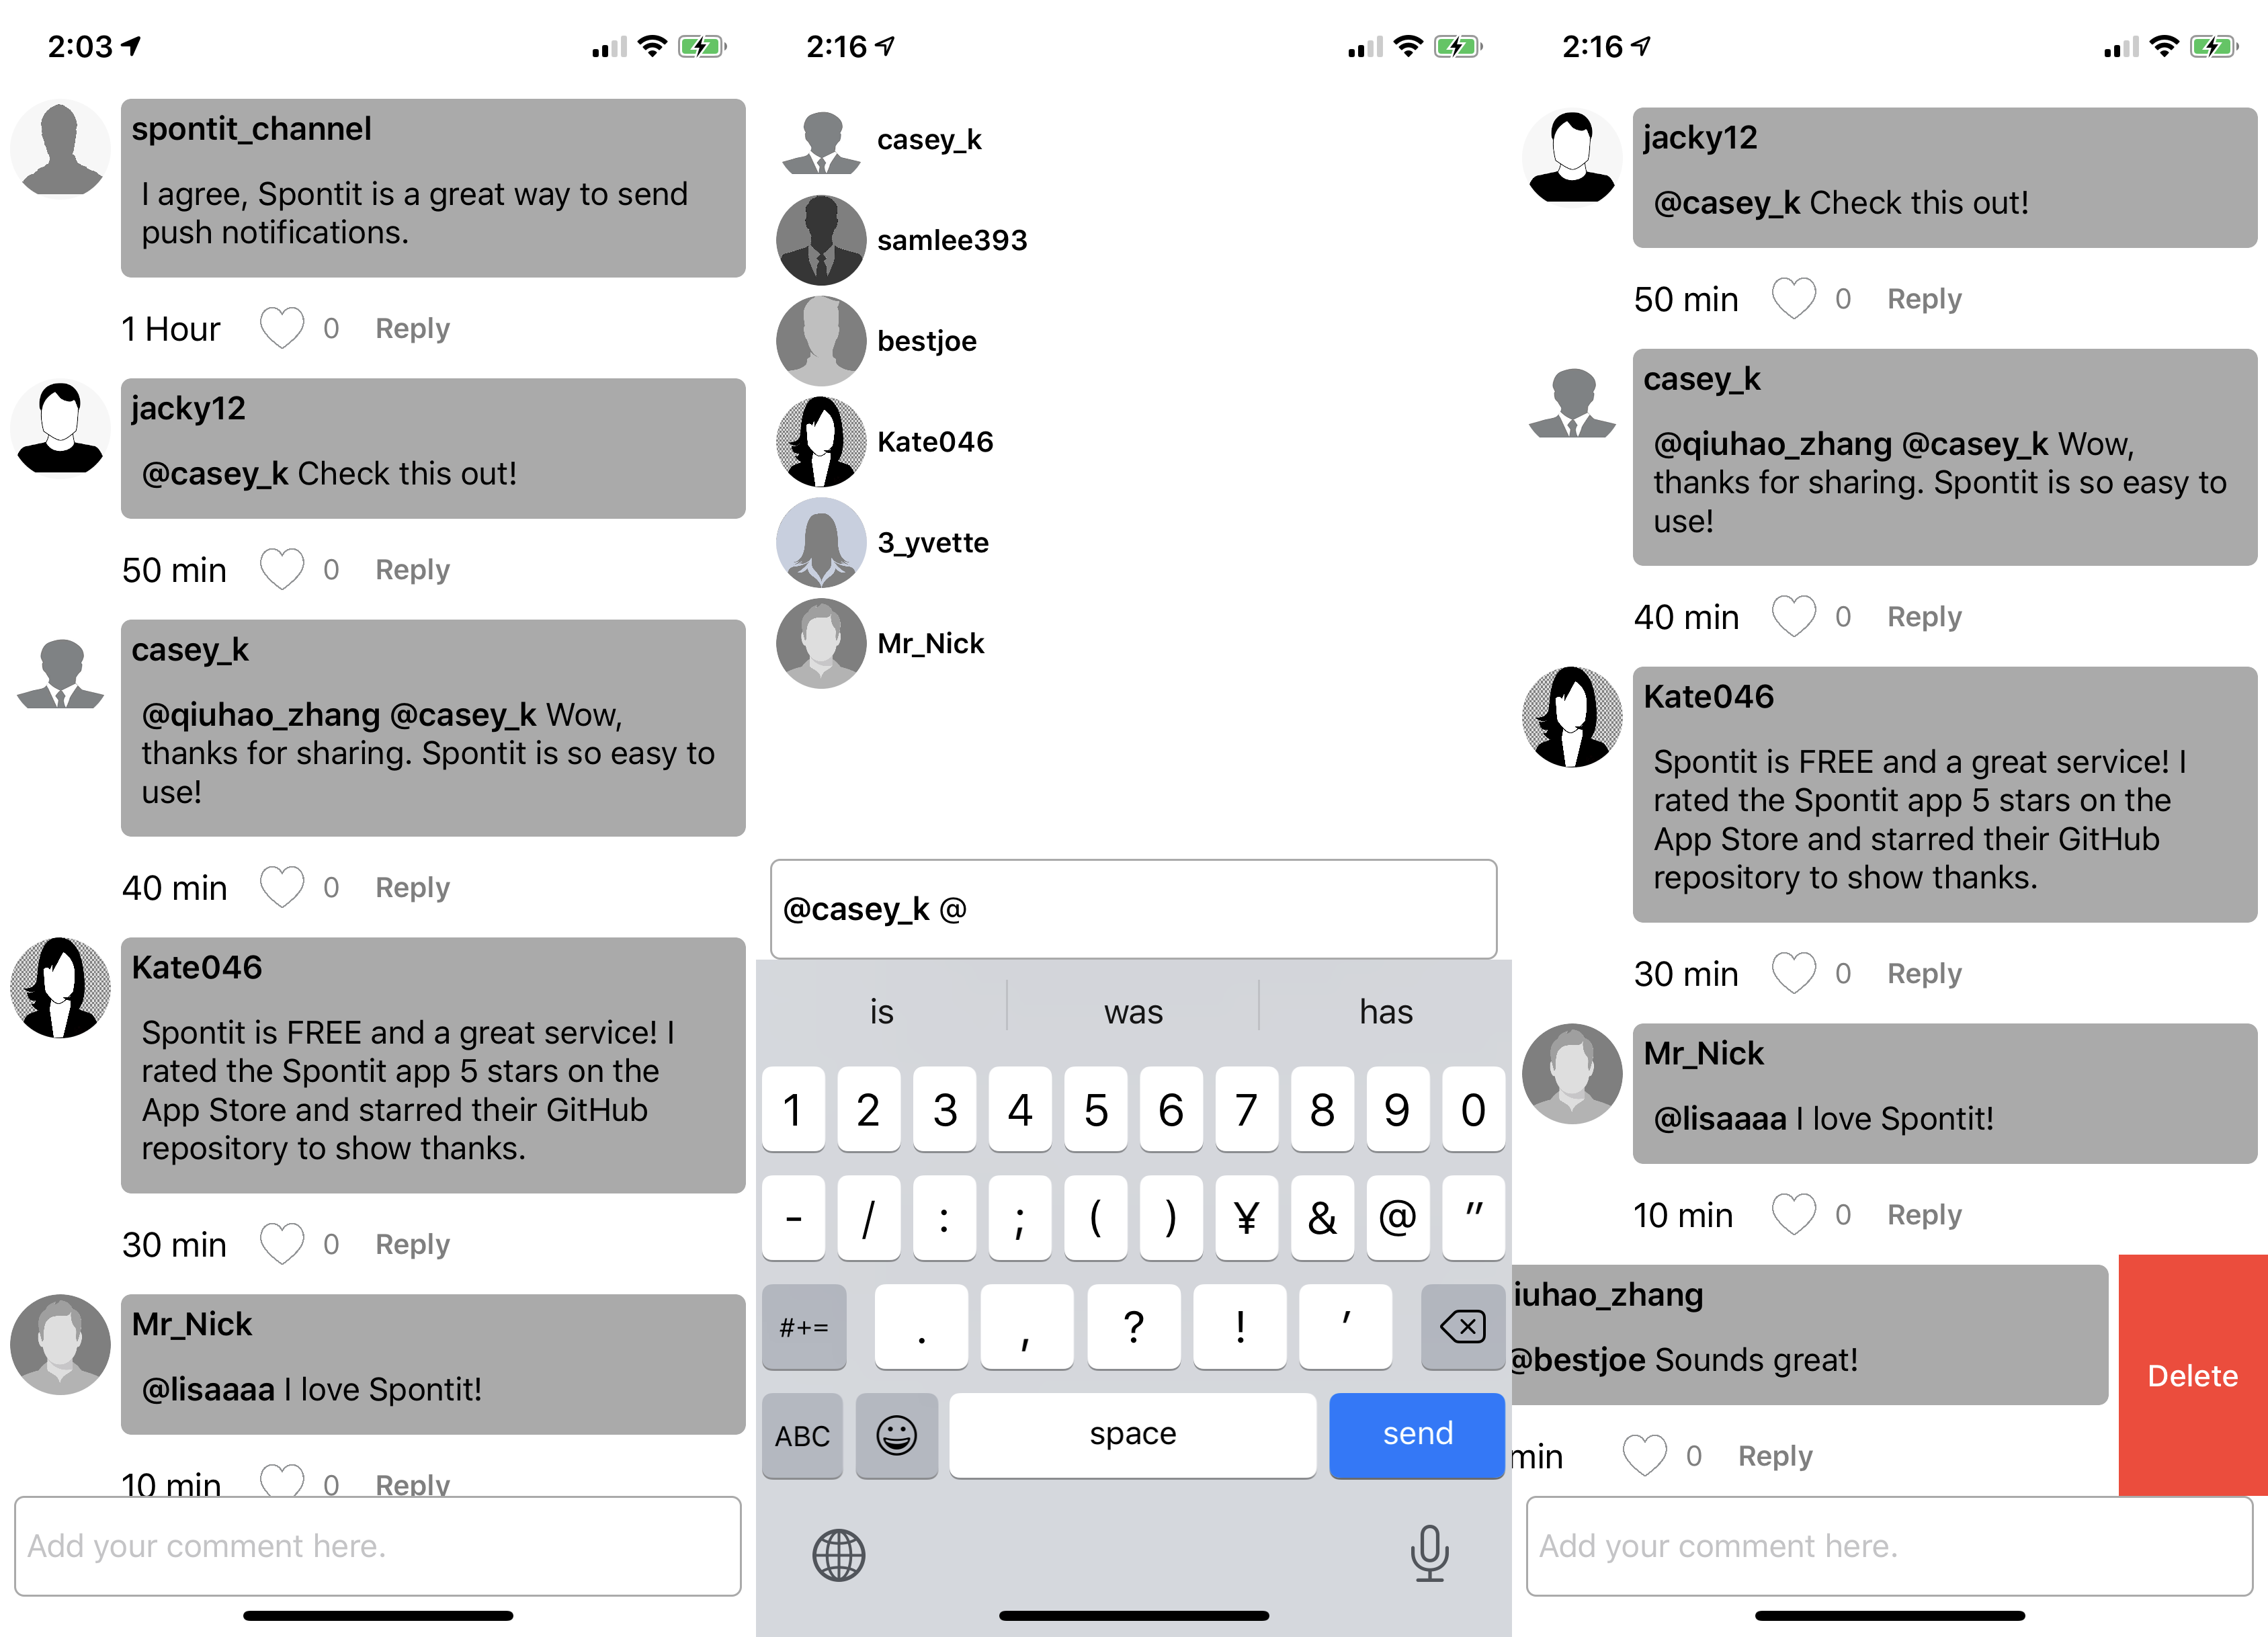 2:03
spontit_channel
I agree, Spontit is a great way to send
push notifications.
1 Hour 0 Reply
jacky12
@casey_k Check this out!
50 min 0 Reply
casey_k
@qiuhao_zhang @casey_k Wow,
thanks for sharing. Spontit is so easy to
use!
40 min 0 Reply
Kate046
Spontit is FREE and a great service! I
rated the Spontit app 5 stars on the
App Store and starred their GitHub
repository to show thanks.
30 min 0 Reply
Mr_Nick
@lisaaaa I love Spontit!
10 min 0 Reply
Add your comment here.
2:16
casey_k
samlee393
bestjoe
Kate046
3_yvette
Mr_Nick
@casey_k @
is was has
1 2 3 4 5 6 7 8 9 0
- / : ; ( ) ¥ & @ "
#+= . , ? ! ’
ABC space send
2:16
jacky12
@casey_k Check this out!
50 min 0 Reply
casey_k
@qiuhao_zhang @casey_k Wow,
thanks for sharing. Spontit is so easy to
use!
40 min 0 Reply
Kate046
Spontit is FREE and a great service! I
rated the Spontit app 5 stars on the
App Store and starred their GitHub
repository to show thanks.
30 min 0 Reply
Mr_Nick
@lisaaaa I love Spontit!
10 min 0 Reply
iuhao_zhang
@bestjoe Sounds great!
Delete
min 0 Reply
Add your comment here.